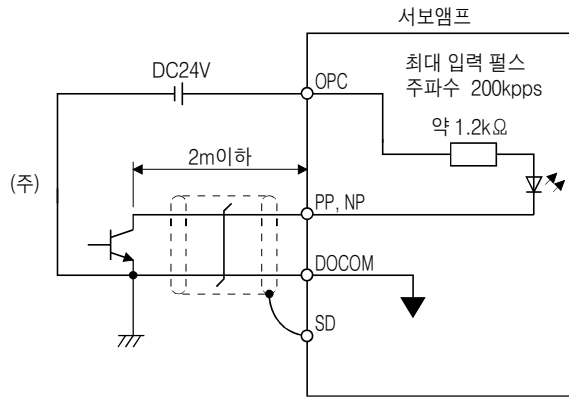 서보앰프
최대 입력 펄스
주파수 200kpps
DC24V
OPC
약 1.2kΩ
2m이하
(주)
PP, NP
DOCOM
SD